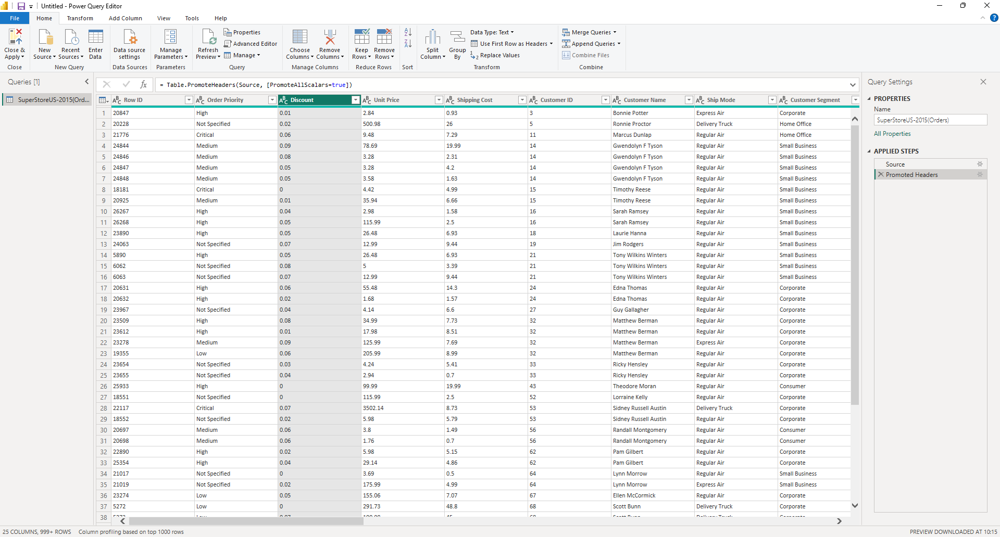 Untitled - Power Query Editor
File Home Transform Add Column View Tools Help
Close & Apply
Close
New Source
Recent Sources
Enter Data
New Query
Data source settings
Data Sources
Manage Parameters
Parameters
Refresh Preview
Properties
Advanced Editor
Manage
Query
Choose Columns
Remove Columns
Manage Columns
Keep Rows
Remove Rows
Reduce Rows
Sort
Split Column
Group By
Data Type: Text
Use First Row as Headers
Replace Values
Transform
Merge Queries
Append Queries
Combine Files
Combine
Queries [1]
SuperStoreUS-2015(Ord...
fx = Table.PromoteHeaders(Source, [PromoteAllScalars=true])
Row ID Order Priority Discount Unit Price Shipping Cost Customer ID Customer Name Ship Mode Customer Segment
1 20847 High 0.01 2.84 0.93 3 Bonnie Potter Express Air Corporate
2 20228 Not Specified 0.02 500.98 26 5 Ronnie Proctor Delivery Truck Home Office
3 21776 Critical 0.06 9.48 7.29 11 Marcus Dunlap Regular Air Home Office
4 24844 Medium 0.09 78.69 19.99 14 Gwendolyn F Tyson Regular Air Small Business
5 24846 Medium 0.08 3.28 2.31 14 Gwendolyn F Tyson Regular Air Small Business
6 24847 Medium 0.05 3.28 4.2 14 Gwendolyn F Tyson Regular Air Small Business
7 24848 Medium 0.05 3.58 1.63 14 Gwendolyn F Tyson Regular Air Small Business
8 18181 Critical 0 4.42 4.99 15 Timothy Reese Regular Air Small Business
9 20925 Medium 0.01 35.94 6.66 15 Timothy Reese Regular Air Small Business
10 26267 High 0.04 2.98 1.58 16 Sarah Ramsey Regular Air Small Business
11 26268 High 0.05 115.99 2.5 16 Sarah Ramsey Regular Air Small Business
12 23890 High 0.05 26.48 6.93 18 Laurie Hanna Regular Air Small Business
13 24063 Not Specified 0.07 12.99 9.44 19 Jim Rodgers Regular Air Small Business
14 5890 High 0.05 26.48 6.93 21 Tony Wilkins Winters Regular Air Small Business
15 6062 Not Specified 0.08 5 3.39 21 Tony Wilkins Winters Regular Air Small Business
16 6063 Not Specified 0.07 12.99 9.44 21 Tony Wilkins Winters Regular Air Small Business
17 20631 High 0.06 55.48 14.3 24 Edna Thomas Regular Air Corporate
18 20632 High 0.02 1.68 1.57 24 Edna Thomas Regular Air Corporate
19 23967 Not Specified 0.04 4.14 6.6 27 Guy Gallagher Regular Air Corporate
20 23509 High 0.08 34.99 7.73 32 Matthew Berman Regular Air Corporate
21 23612 High 0.01 17.98 8.51 32 Matthew Berman Regular Air Corporate
22 23278 Medium 0.09 125.99 7.69 32 Matthew Berman Express Air Corporate
23 19355 Low 0.06 205.99 8.99 32 Matthew Berman Regular Air Corporate
24 23654 Not Specified 0.03 4.24 5.41 33 Ricky Hensley Regular Air Corporate
25 23655 Not Specified 0.04 2.94 0.7 33 Ricky Hensley Regular Air Corporate
26 25933 High 0 99.99 19.99 43 Theodore Moran Regular Air Consumer
27 18551 Not Specified 0 115.99 2.5 52 Lorraine Kelly Regular Air Corporate
28 22117 Critical 0.07 3502.14 8.73 53 Sidney Russell Austin Delivery Truck Corporate
29 18552 Not Specified 0.02 5.98 5.79 53 Sidney Russell Austin Regular Air Corporate
30 20697 Medium 0.06 3.8 1.49 56 Randall Montgomery Regular Air Consumer
31 20698 Medium 0.06 1.76 0.7 56 Randall Montgomery Regular Air Consumer
32 22890 High 0.02 5.98 5.15 62 Pam Gilbert Regular Air Corporate
33 25354 High 0.04 29.14 4.86 62 Pam Gilbert Regular Air Corporate
34 21017 Not Specified 0 3.69 0.5 64 Lynn Morrow Regular Air Small Business
35 21019 Not Specified 0.02 175.99 4.99 64 Lynn Morrow Express Air Small Business
36 23274 Low 0.05 155.06 7.07 67 Ellen McCormick Regular Air Corporate
37 5272 Low 0 291.73 48.8 68 Scott Bunn Delivery Truck Corporate
38
Query Settings
PROPERTIES
Name
SuperStoreUS-2015(Orders)
All Properties
APPLIED STEPS
Source
Promoted Headers
25 COLUMNS, 999+ ROWS Column profiling based on top 1000 rows
PREVIEW DOWNLOADED AT 10:15